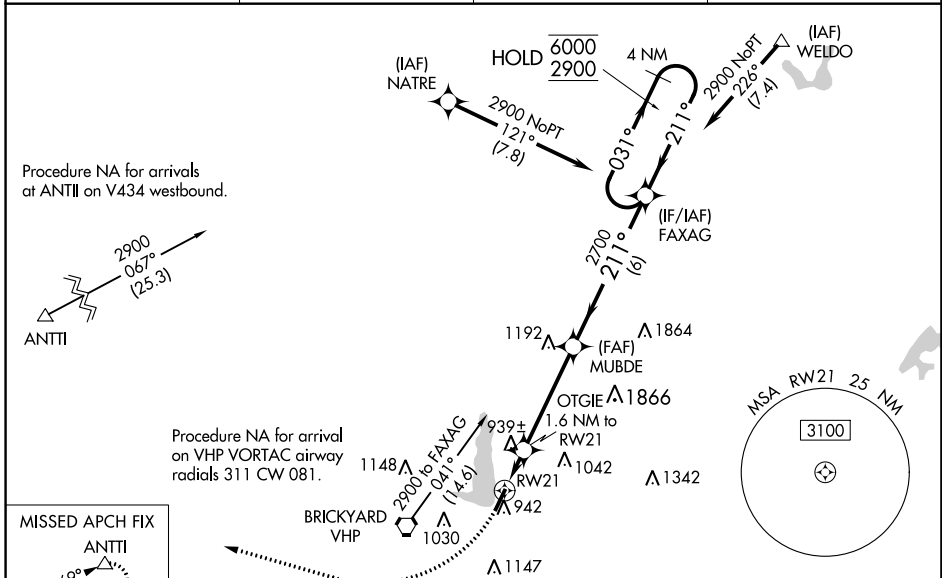 HOLD 6000
2900
4 NM
(IAF)
WELDO
2900 NoPT
226°
(7.4)
(IAF)
NATRE
2900 NoPT
121°
(7.8)
031°
211°
Procedure NA for arrivals
at ANTII on V434 westbound.
(IF/IAF)
FAXAG
2900
067°
(25.3)
ANTTI
2700
211°
(6)
1192
(FAF)
MUBDE
1864
OTGIE
1.6 NM to
RW21
1866
MSA RW21 25 NM
3100
Procedure NA for arrival
on VHP VORTAC airway
radials 311 CW 081.
939±
1148
2900 to FAXAG
041°
(14.6)
1042
1342
RW21
942
BRICKYARD
VHP
1030
1147
MISSED APCH FIX
ANTTI